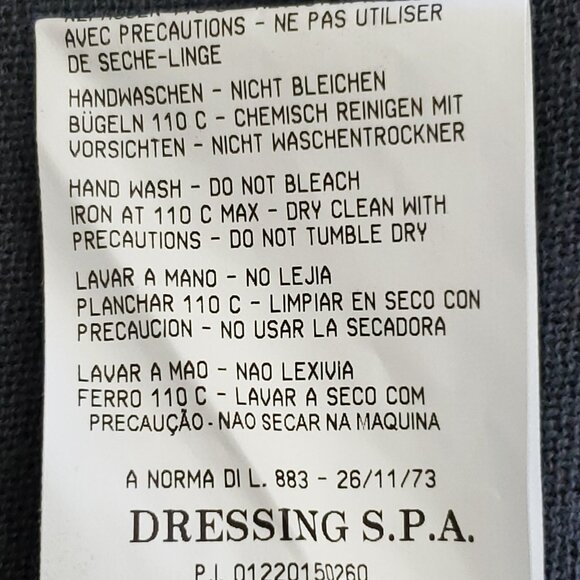 AVEC PRECAUTIONS - NE PAS UTILISER
DE SECHE-LINGE
HANDWASCHEN - NICHT BLEICHEN
BÜGELN 110 C - CHEMISCH REINIGEN MIT
VORSICHTEN - NICHT WASCHENTROCKNER
HAND WASH - DO NOT BLEACH
IRON AT 110 C MAX - DRY CLEAN WITH
PRECAUTIONS - DO NOT TUMBLE DRY
LAVAR A MANO - NO LEJIA
PLANCHAR 110 C - LIMPIAR EN SECO CON
PRECAUCION - NO USAR LA SECADORA
LAVAR A MAO - NAO LEXIVIA
FERRO 110 C - LAVAR A SECO COM
PRECAUÇÃO - NAO SECAR NA MAQUINA
A NORMA DI L. 883 - 26/11/73
DRESSING S.P.A.
P.I. 01220150260